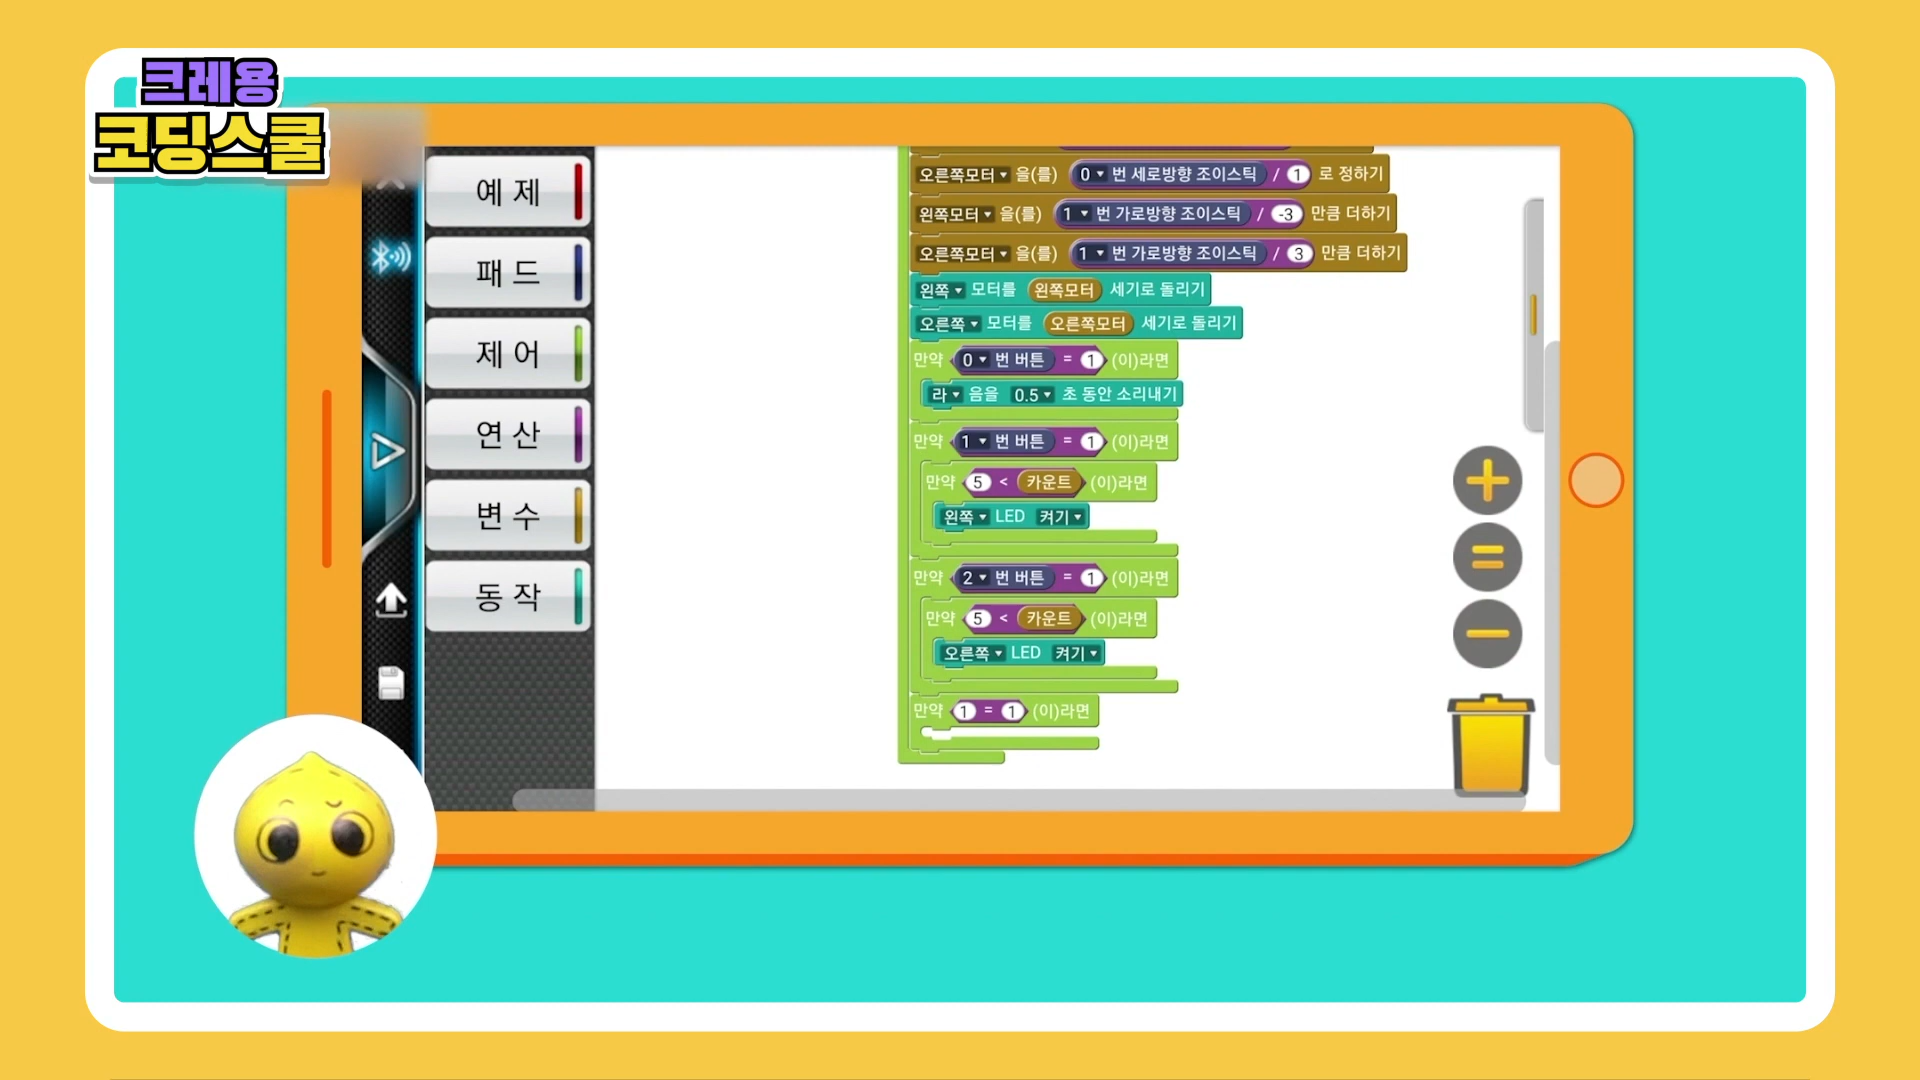 크레용
코딩스쿨
예 제
패 드
제 어
연 산
변 수
동 작
오른쪽모터 을(를) 0 번 세로방향 조이스틱 / 1 로 정하기
왼쪽모터 을(를) 1 번 가로방향 조이스틱 / -3 만큼 더하기
오른쪽모터 을(를) 1 번 가로방향 조이스틱 / 3 만큼 더하기
왼쪽 모터를 왼쪽모터 세기로 돌리기
오른쪽 모터를 오른쪽모터 세기로 돌리기
만약 0 번 버튼 = 1 (이)라면
라 음을 0.5 초 동안 소리내기
만약 1 번 버튼 = 1 (이)라면
만약 5 < 카운트 (이)라면
왼쪽 LED 켜기
만약 2 번 버튼 = 1 (이)라면
만약 5 < 카운트 (이)라면
오른쪽 LED 켜기
만약 1 = 1 (이)라면